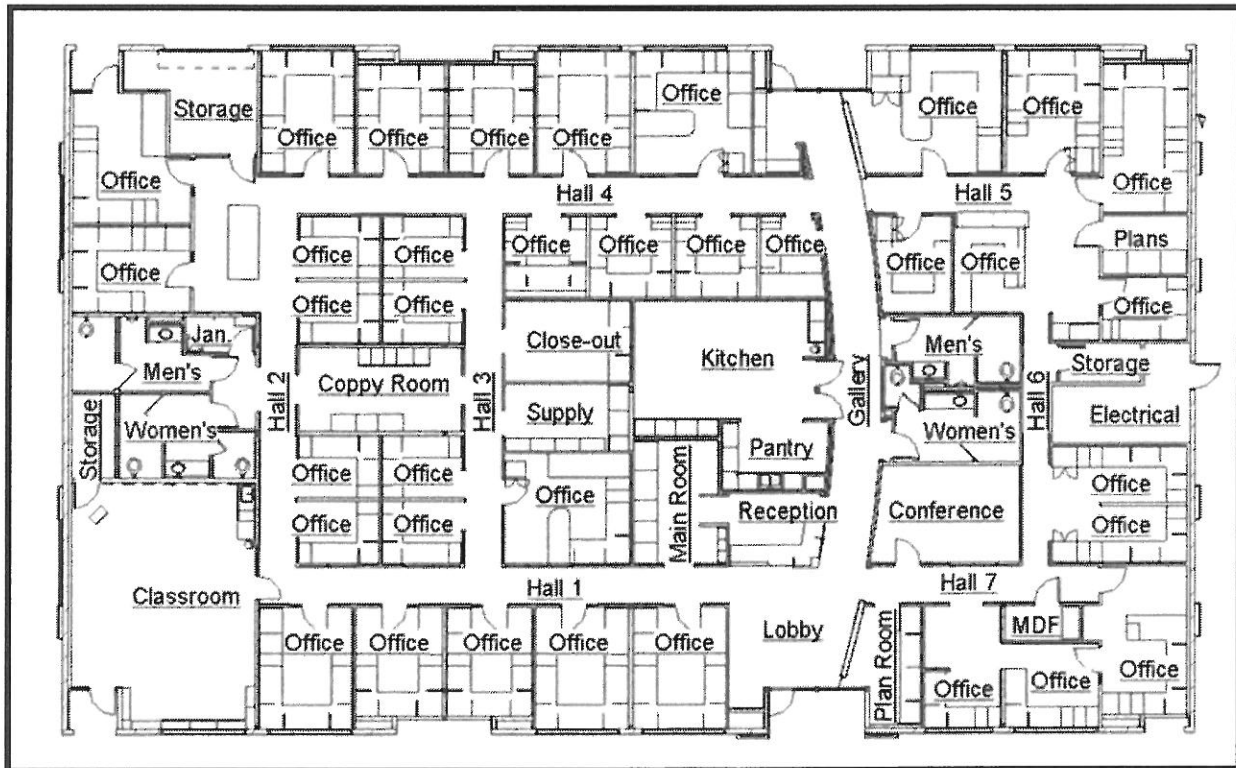 Office
Storage
Office
Office
Office
Office
Office
Office
Office
Hall 4
Hall 5
Office
Office
Office
Office
Office
Office
Office
Plans
Office
Office
Office
Office
Office
Office
Jan.
Close-out
Men's
Kitchen
Storage
Men's
Coppy Room
Hall 2
Hall 3
Gallery
Hall 6
Supply
Electrical
Women's
Women's
Storage
Pantry
Office
Office
Office
Office
Main Room
Reception
Conference
Office
Office
Office
Hall 1
Hall 7
Classroom
MDF
Lobby
Office
Office
Office
Office
Office
Plan Room
Office
Office
Office